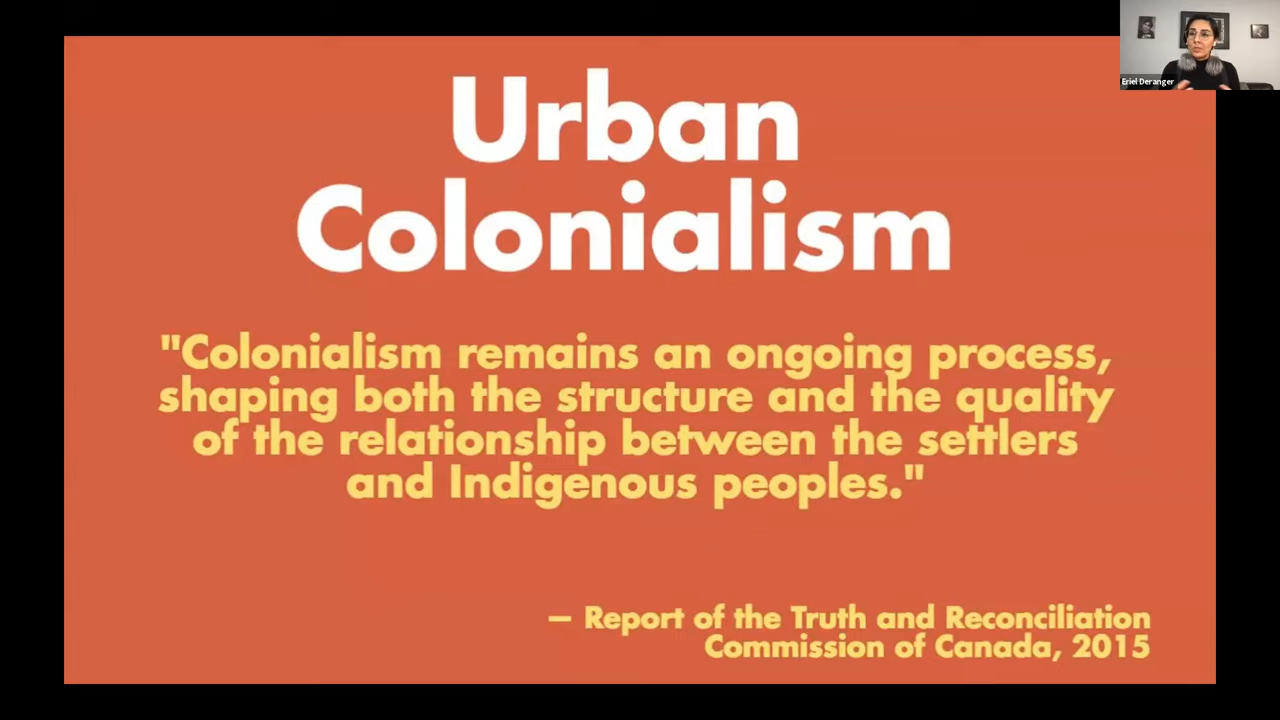 Urban
Colonialism
"Colonialism remains an ongoing process,
shaping both the structure and the quality
of the relationship between the settlers
and Indigenous peoples."
– Report of the Truth and Reconciliation
Commission of Canada, 2015
Eriel Deranger